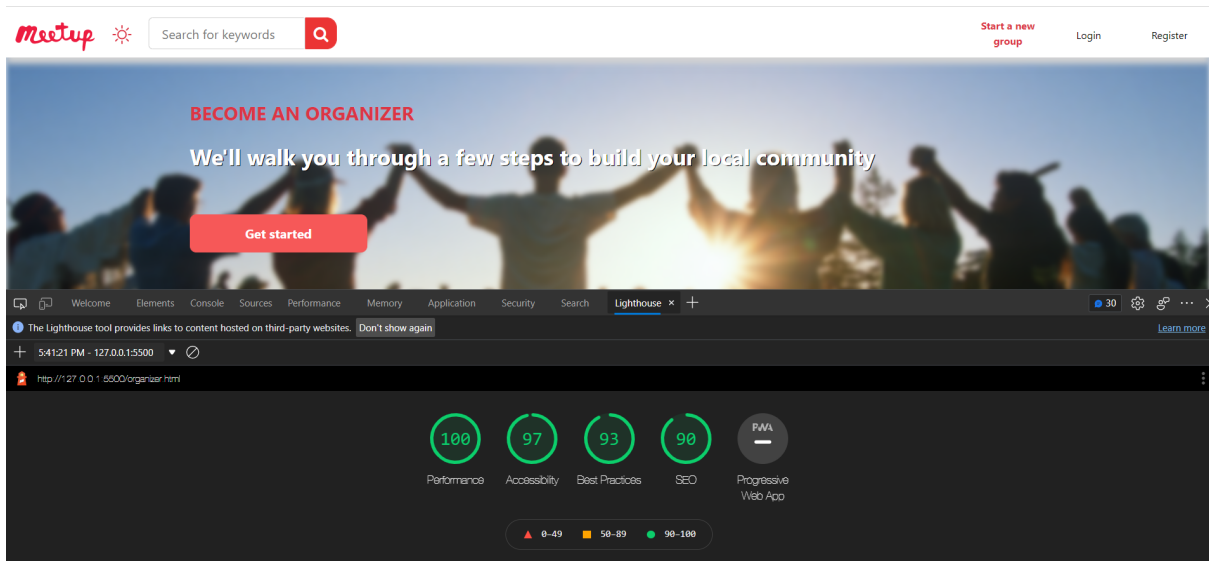 Meetup
Search for keywords
Start a new
group
Login
Register
BECOME AN ORGANIZER
We'll walk you through a few steps to build your local community
Get started
Welcome Elements Console Sources Performance Memory Application Security Search Lighthouse × 30
The Lighthouse tool provides links to content hosted on third-party websites. Don't show again Learn more
5:41:21 PM - 127.0.0.1:5500
http://127.0.0.1:5500/organizer.html
100 97 93 90 PWA
Performance Accessibility Best Practices SEO Progressive
Web App
0–49 50–89 90–100